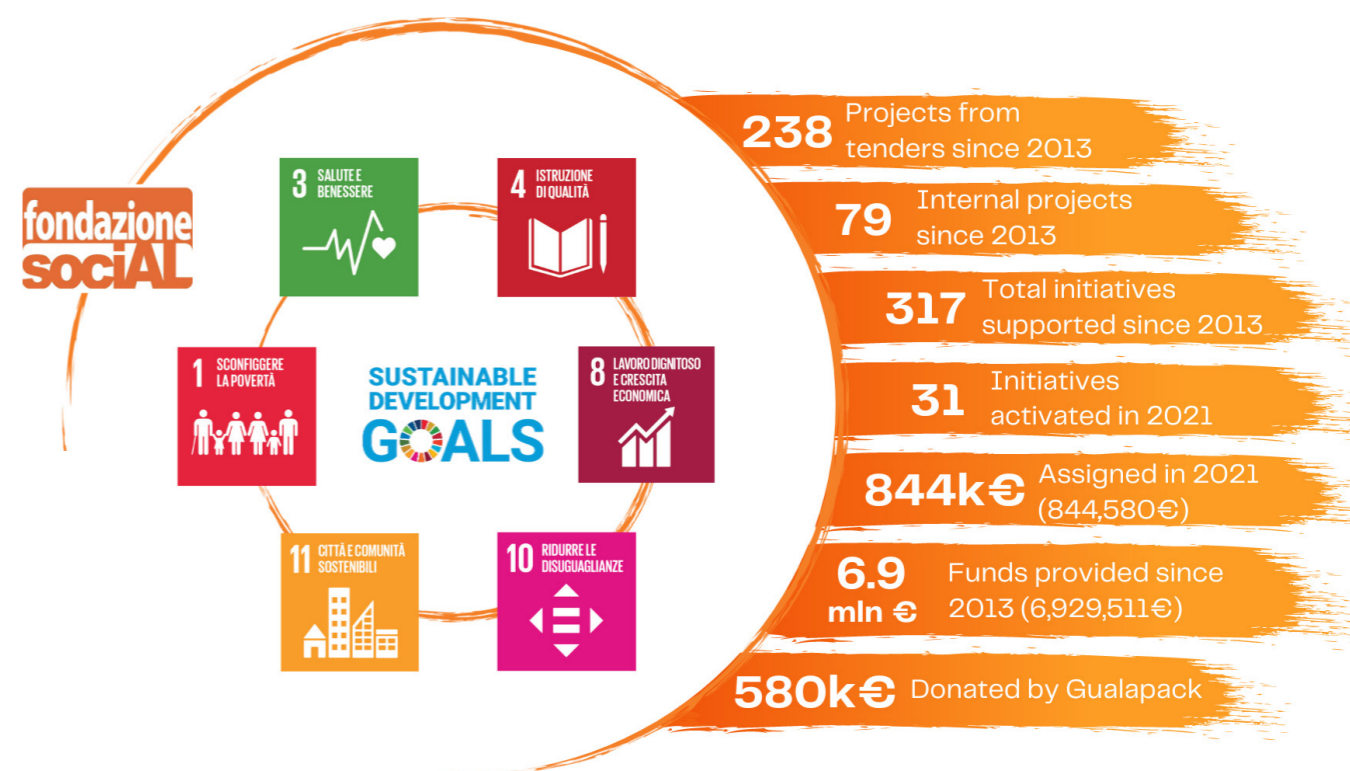 fondazione
sociAL
3 SALUTE E
BENESSERE
4 ISTRUZIONE
DI QUALITÀ
1 SCONFIGGERE
LA POVERTÀ
SUSTAINABLE
DEVELOPMENT
GOALS
8 LAVORO DIGNITOSO
E CRESCITA
ECONOMICA
11 CITTÀ E COMUNITÀ
SOSTENIBILI
10 RIDURRE LE
DISUGUAGLIANZE
238 Projects from
tenders since 2013
79 Internal projects
since 2013
317 Total initiatives
supported since 2013
31 Initiatives
activated in 2021
844k€ Assigned in 2021
(844,580€)
6.9 Funds provided since
mln € 2013 (6,929,511€)
580k€ Donated by Gualapack